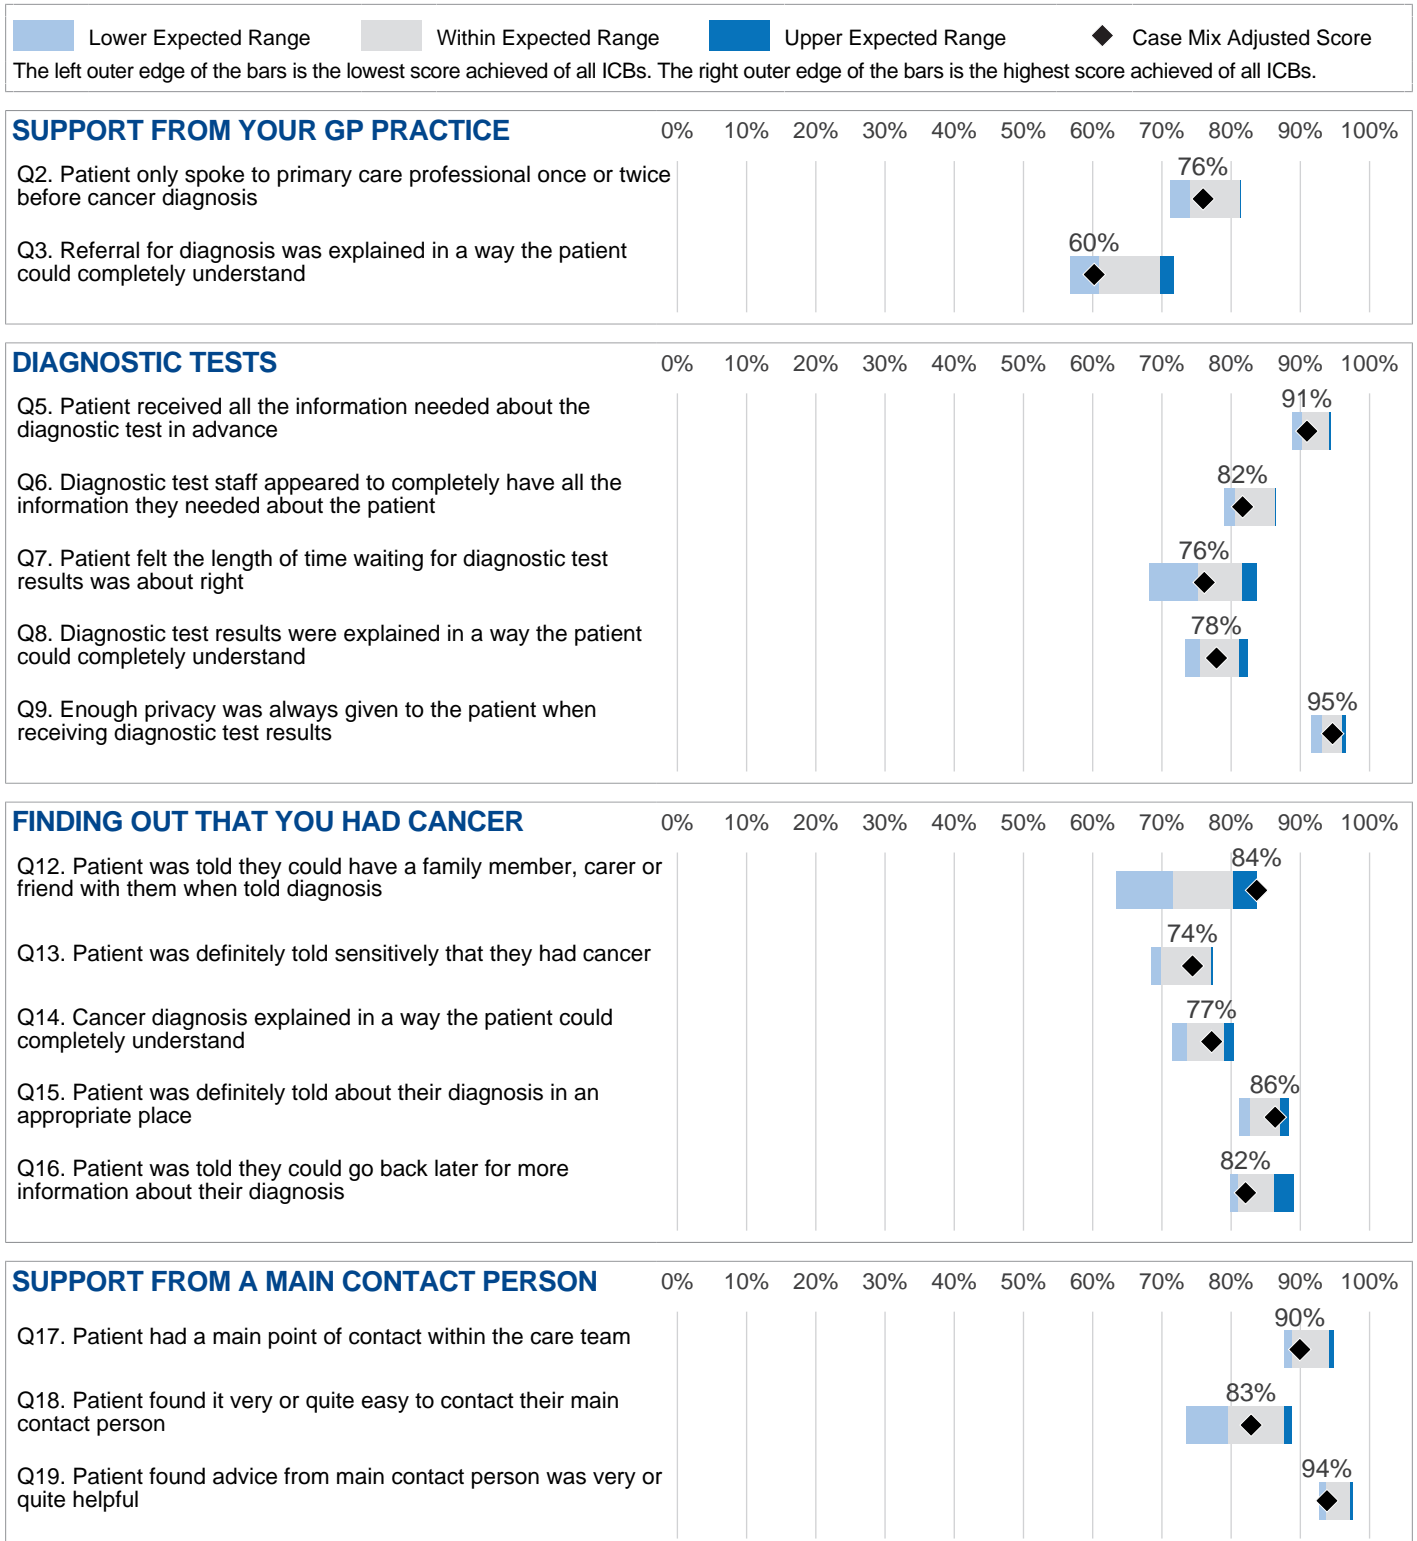 Lower Expected Range Within Expected Range Upper Expected Range Case Mix Adjusted Score
The left outer edge of the bars is the lowest score achieved of all ICBs. The right outer edge of the bars is the highest score achieved of all ICBs.
SUPPORT FROM YOUR GP PRACTICE 0% 10% 20% 30% 40% 50% 60% 70% 80% 90% 100%
76%
Q2. Patient only spoke to primary care professional once or twice
before cancer diagnosis
60%
Q3. Referral for diagnosis was explained in a way the patient
could completely understand
DIAGNOSTIC TESTS 0% 10% 20% 30% 40% 50% 60% 70% 80% 90% 100%
91%
Q5. Patient received all the information needed about the
diagnostic test in advance
82%
Q6. Diagnostic test staff appeared to completely have all the
information they needed about the patient
76%
Q7. Patient felt the length of time waiting for diagnostic test
results was about right
78%
Q8. Diagnostic test results were explained in a way the patient
could completely understand
95%
Q9. Enough privacy was always given to the patient when
receiving diagnostic test results
FINDING OUT THAT YOU HAD CANCER 0% 10% 20% 30% 40% 50% 60% 70% 80% 90% 100%
84%
Q12. Patient was told they could have a family member, carer or
friend with them when told diagnosis
74%
Q13. Patient was definitely told sensitively that they had cancer
77%
Q14. Cancer diagnosis explained in a way the patient could
completely understand
86%
Q15. Patient was definitely told about their diagnosis in an
appropriate place
82%
Q16. Patient was told they could go back later for more
information about their diagnosis
SUPPORT FROM A MAIN CONTACT PERSON 0% 10% 20% 30% 40% 50% 60% 70% 80% 90% 100%
90%
Q17. Patient had a main point of contact within the care team
83%
Q18. Patient found it very or quite easy to contact their main
contact person
94%
Q19. Patient found advice from main contact person was very or
quite helpful